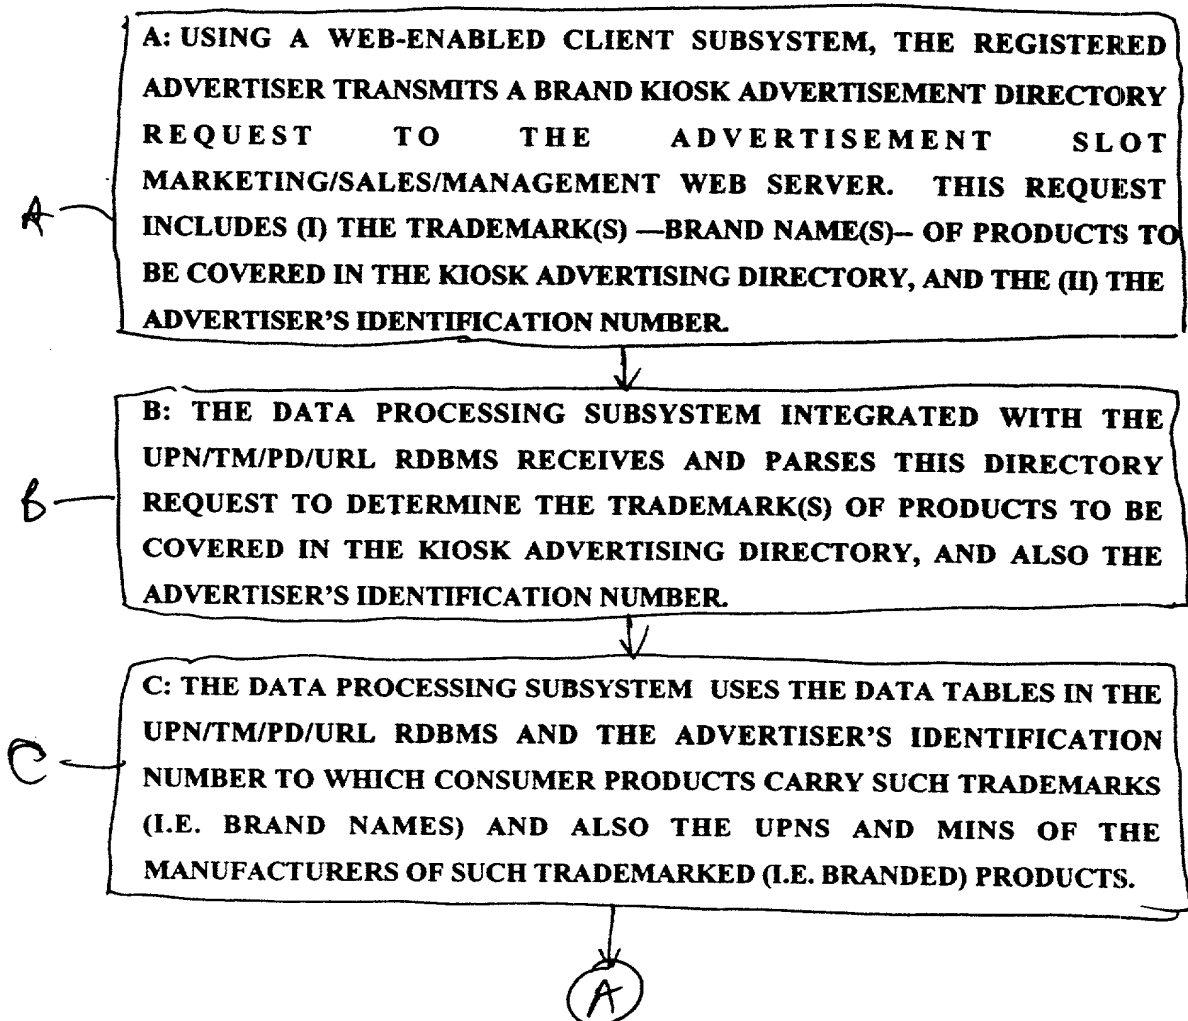 A: USING A WEB-ENABLED CLIENT SUBSYSTEM, THE REGISTERED
ADVERTISER TRANSMITS A BRAND KIOSK ADVERTISEMENT DIRECTORY
REQUEST TO THE ADVERTISEMENT SLOT
MARKETING/SALES/MANAGEMENT WEB SERVER. THIS REQUEST
A
INCLUDES (I) THE TRADEMARK(S) —BRAND NAME(S)– OF PRODUCTS TO
BE COVERED IN THE KIOSK ADVERTISING DIRECTORY, AND THE (II) THE
ADVERTISER'S IDENTIFICATION NUMBER.
B: THE DATA PROCESSING SUBSYSTEM INTEGRATED WITH THE
UPN/TM/PD/URL RDBMS RECEIVES AND PARSES THIS DIRECTORY
B
REQUEST TO DETERMINE THE TRADEMARK(S) OF PRODUCTS TO BE
COVERED IN THE KIOSK ADVERTISING DIRECTORY, AND ALSO THE
ADVERTISER'S IDENTIFICATION NUMBER.
C: THE DATA PROCESSING SUBSYSTEM USES THE DATA TABLES IN THE
UPN/TM/PD/URL RDBMS AND THE ADVERTISER'S IDENTIFICATION
C
NUMBER TO WHICH CONSUMER PRODUCTS CARRY SUCH TRADEMARKS
(I.E. BRAND NAMES) AND ALSO THE UPNS AND MINS OF THE
MANUFACTURERS OF SUCH TRADEMARKED (I.E. BRANDED) PRODUCTS.
A